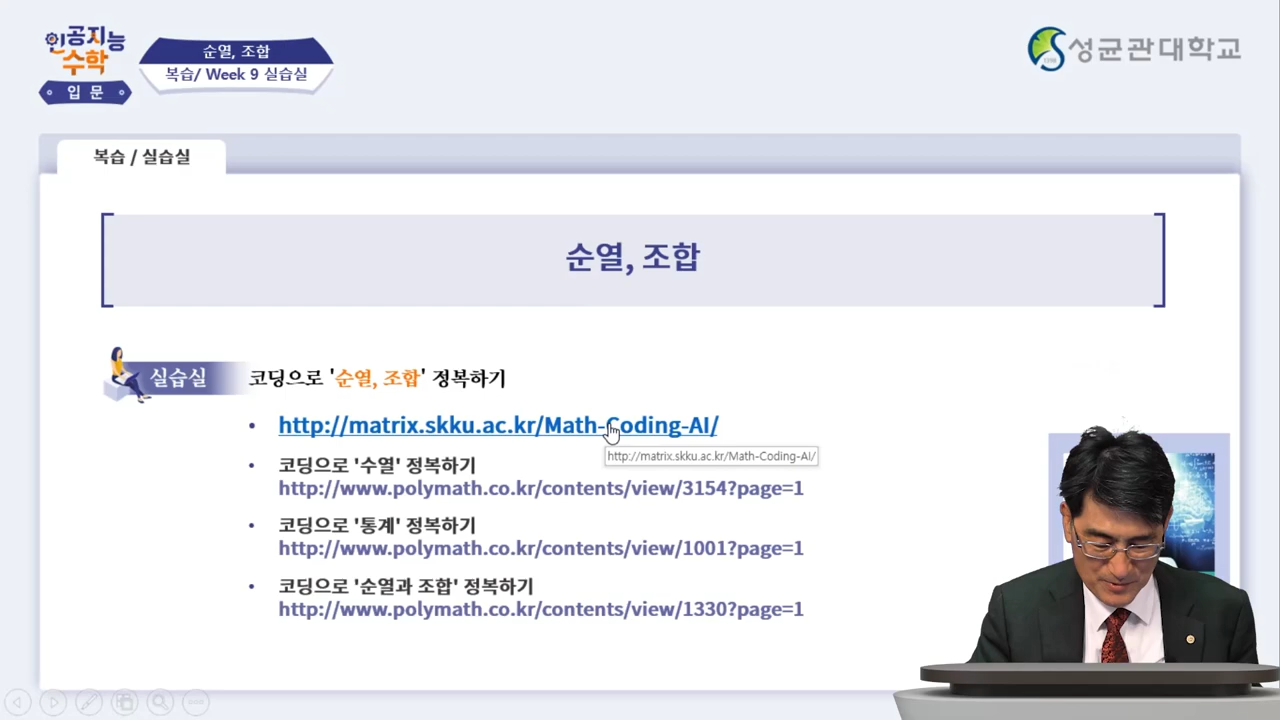 인공지능
수학
입문
순열, 조합
복습/ Week 9 실습실
성균관대학교
복습 / 실습실
순열, 조합
실습실
코딩으로 '순열, 조합' 정복하기
• http://matrix.skku.ac.kr/Math-Coding-AI/
http://matrix.skku.ac.kr/Math-Coding-AI/
• 코딩으로 '수열' 정복하기
http://www.polymath.co.kr/contents/view/3154?page=1
• 코딩으로 '통계' 정복하기
http://www.polymath.co.kr/contents/view/1001?page=1
• 코딩으로 '순열과 조합' 정복하기
http://www.polymath.co.kr/contents/view/1330?page=1